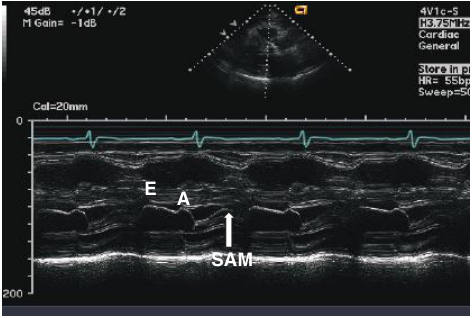 45dB •/•1/ •/2
M Gain= -1dB
4V1c-S
H3.75MHz
Cardiac
General
Store in pr
HR= 55bp
Sweep=50
Cal=20mm
0
E
A
SAM
200